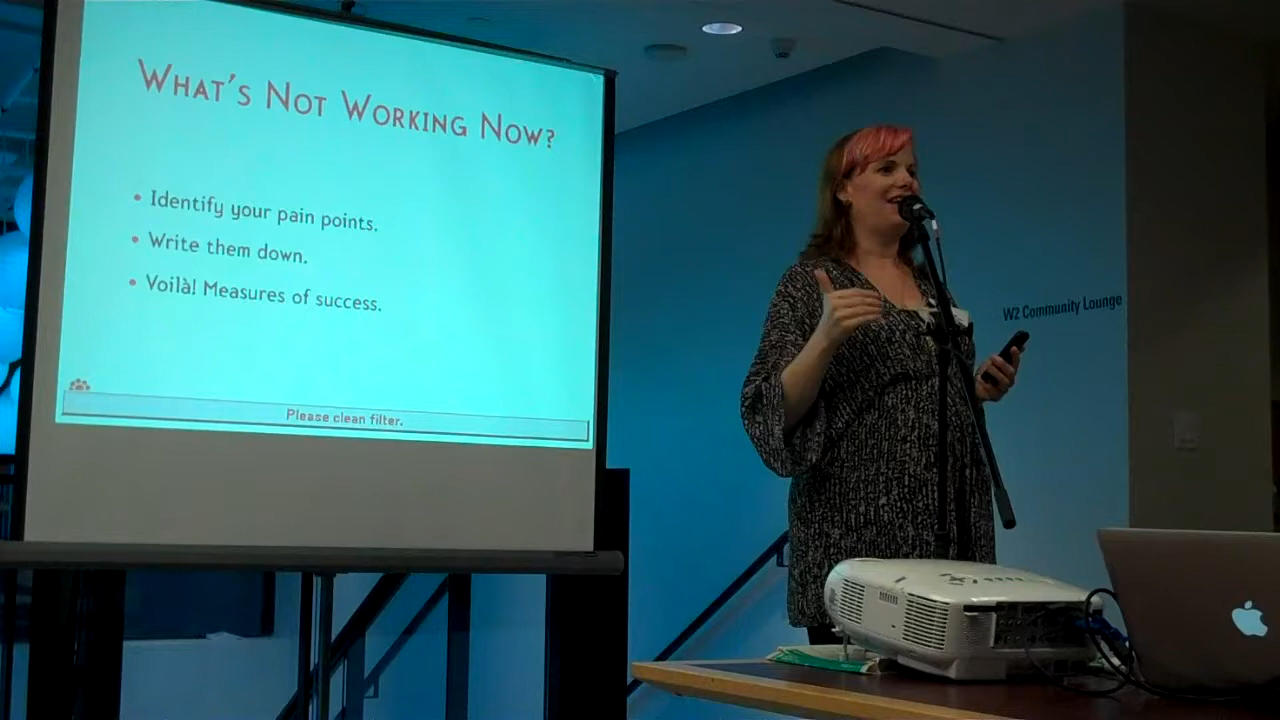 What's Not Working Now?
• Identify your pain points.
• Write them down.
• Voilà! Measures of success.
Please clean filter.
W2 Community Lounge